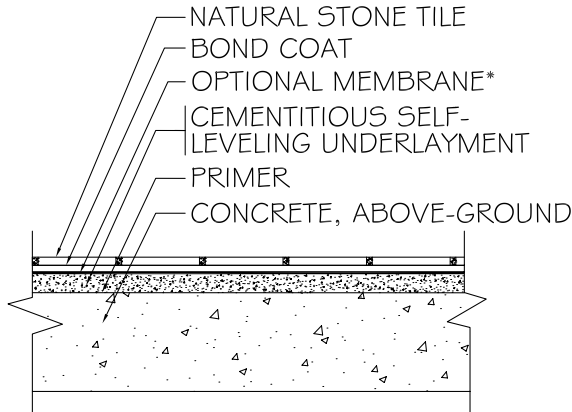 NATURAL STONE TILE
BOND COAT
OPTIONAL MEMBRANE*
CEMENTITIOUS SELF-
LEVELING UNDERLAYMENT
PRIMER
CONCRETE, ABOVE-GROUND